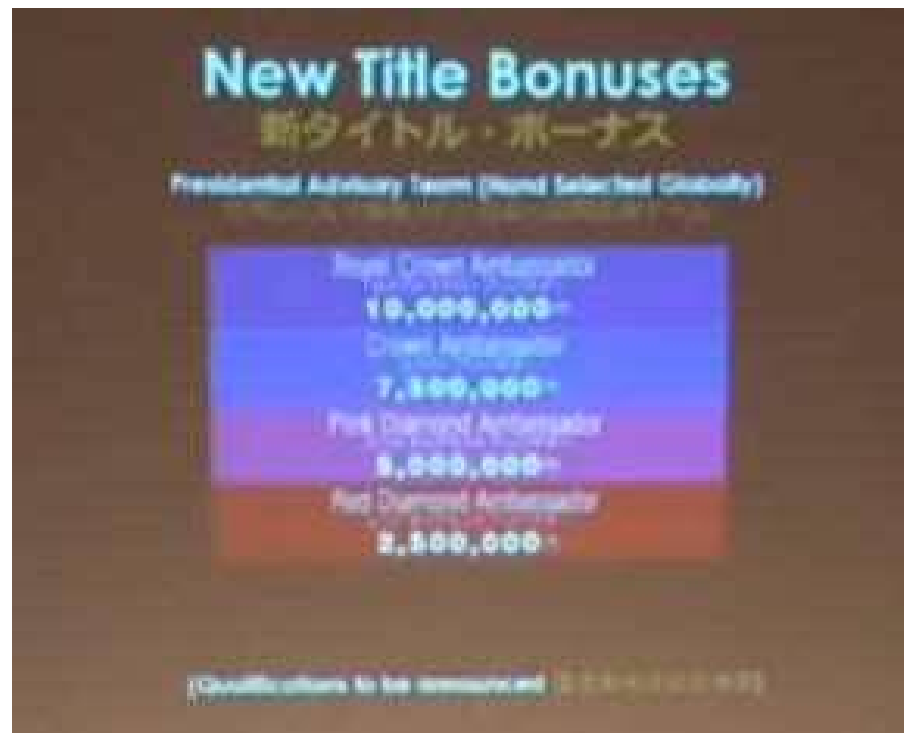 New Title Bonuses
新タイトル・ボーナス
Presidential Advisory Team (Hand Selected Globally)
Royal Crown Ambassador
10,000,000
Crown Ambassador
7,500,000
Pink Diamond Ambassador
5,000,000
Red Diamond Ambassador
2,500,000
(Qualifications to be announced